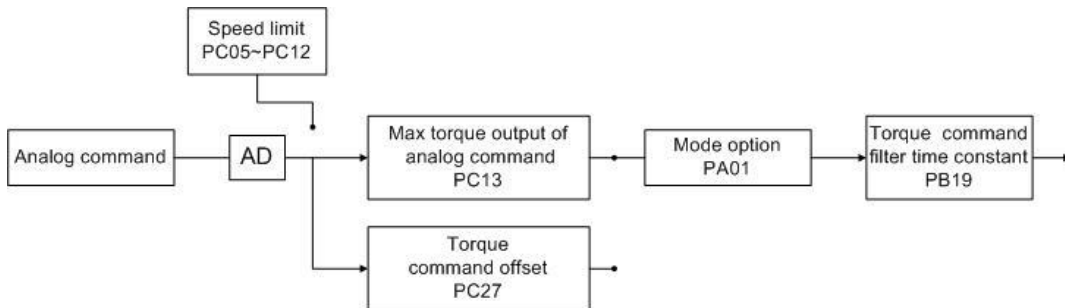 Speed limit
PC05~PC12
Analog command
AD
Max torque output of
analog command
PC13
Mode option
PA01
Torque command
filter time constant
PB19
Torque
command offset
PC27